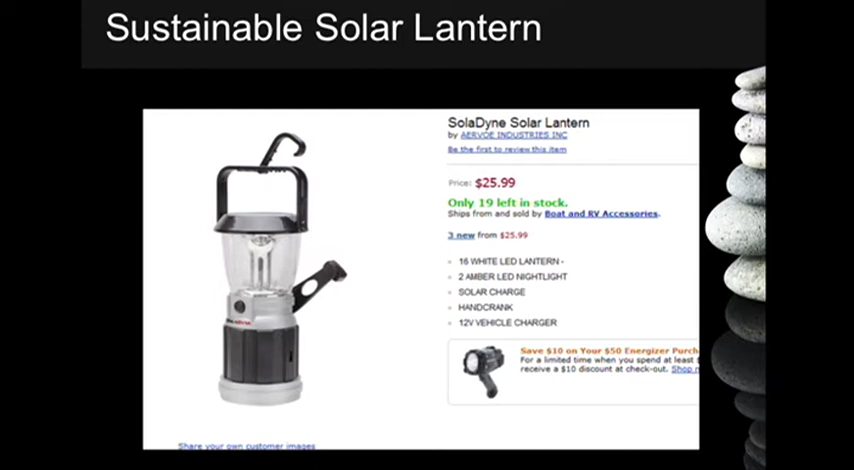 Sustainable Solar Lantern
SolaDyne Solar Lantern
by AERVOE INDUSTRIES INC
Be the first to review this item
Price: $25.99
Only 19 left in stock.
Ships from and sold by Boat and RV Accessories.
3 new from $25.99
16 WHITE LED LANTERN -
2 AMBER LED NIGHTLIGHT
SOLAR CHARGE
HANDCRANK
12V VEHICLE CHARGER
Save $10 on Your $50 Energizer Purch
For a limited time when you spend at least
receive a $10 discount at check-out. Shop
Share your own customer images